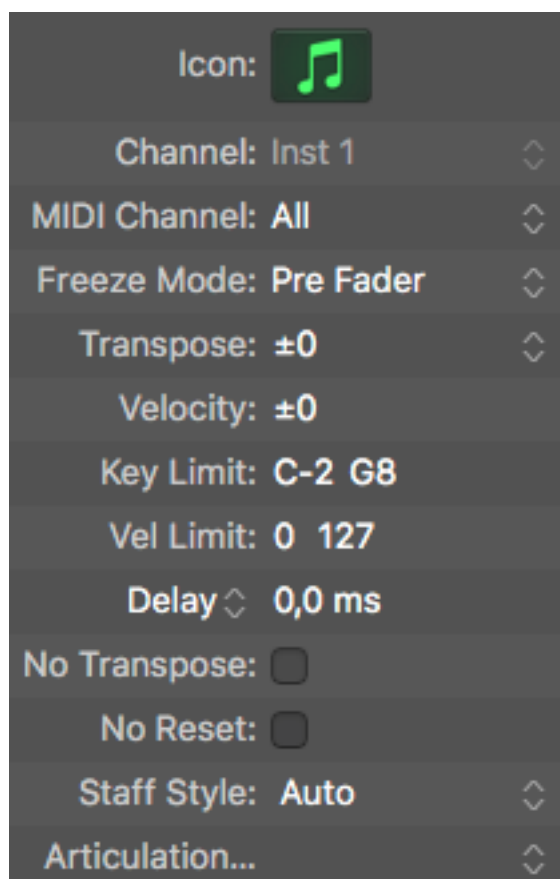 Icon:
Channel: Inst 1
MIDI Channel: All
Freeze Mode: Pre Fader
Transpose: ±0
Velocity: ±0
Key Limit: C-2 G8
Vel Limit: 0 127
Delay 0,0 ms
No Transpose:
No Reset:
Staff Style: Auto
Articulation...